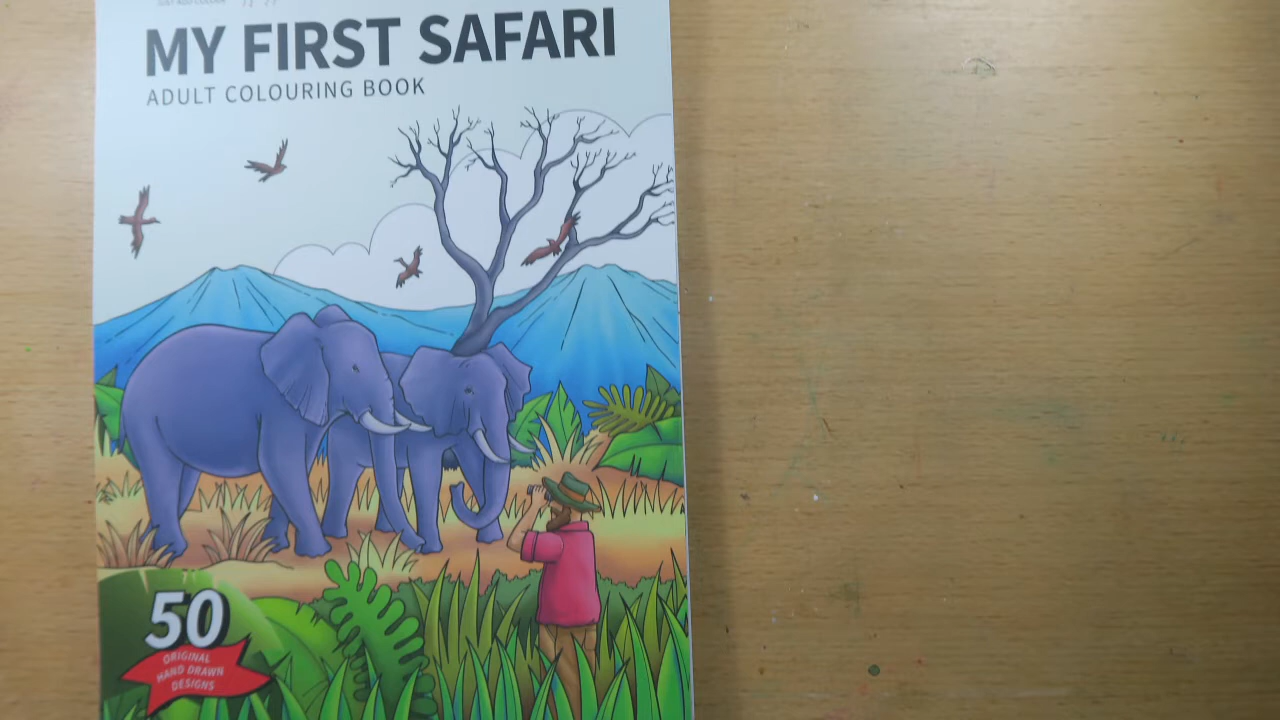 MY FIRST SAFARI
ADULT COLOURING BOOK
50
ORIGINAL
HAND DRAWN
DESIGNS